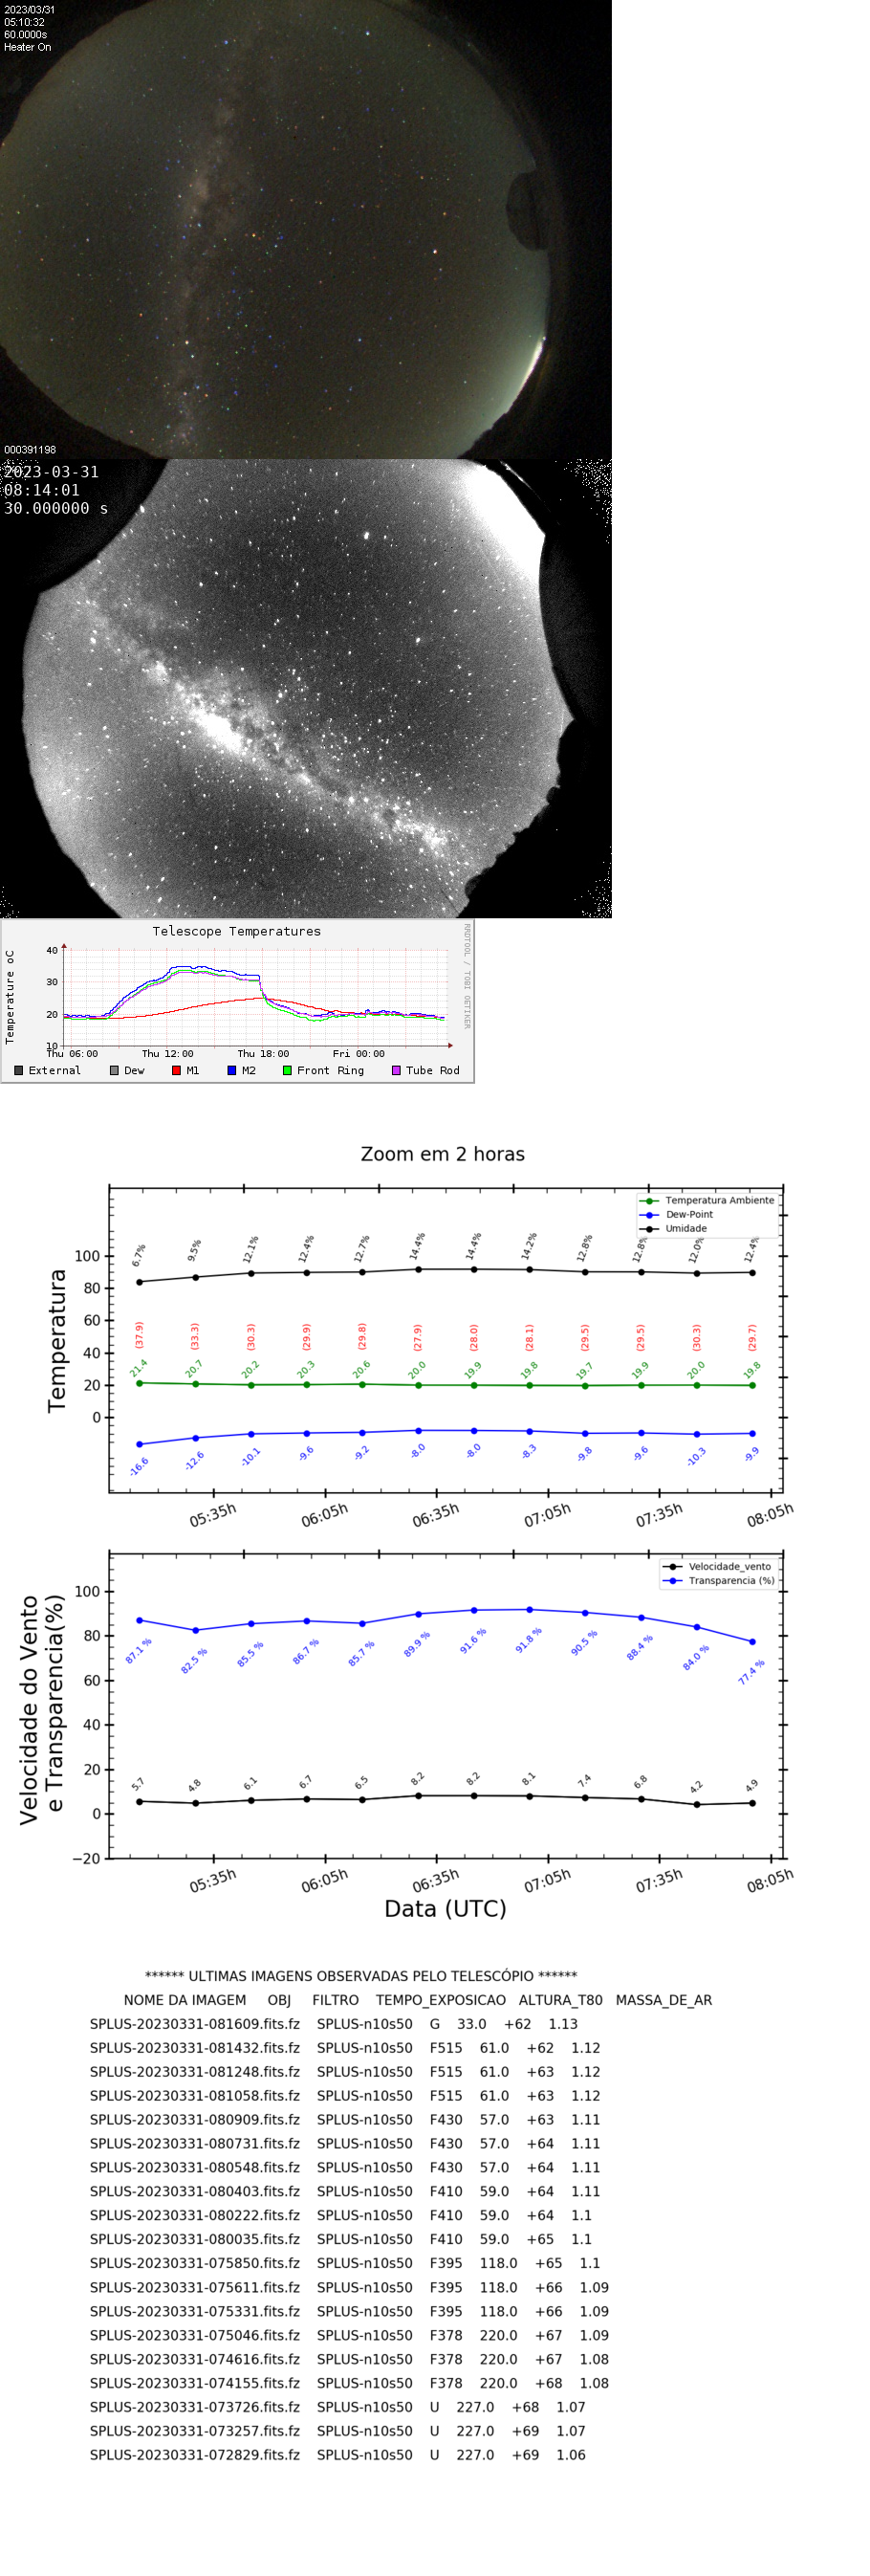 2023/03/31
05:10:32
60.0000s
Heater On
000391198
2023-03-31
08:14:01
30.000000 s
Telescope Temperatures
RRDTOOL / TOBI OETIKER
Temperature oC
40
30
20
10
Thu 06:00 Thu 12:00 Thu 18:00 Fri 00:00
External Dew M1 M2 Front Ring Tube Rod
Zoom em 2 horas
Temperatura Ambiente
Dew-Point
Umidade
Temperatura
100
80
60
40
20
0
6.7% 9.5% 12.1% 12.4% 12.7% 14.4% 14.4% 14.2% 12.8% 12.8% 12.0% 12.4%
(37.9) (33.3) (30.3) (29.9) (29.8) (27.9) (28.0) (28.1) (29.5) (29.5) (30.3) (29.7)
21.4 20.7 20.2 20.3 20.6 20.0 19.9 19.8 19.7 19.9 20.0 19.8
-16.6 -12.6 -10.1 -9.6 -9.2 -8.0 -8.0 -8.3 -9.8 -9.6 -10.3 -9.9
05:35h 06:05h 06:35h 07:05h 07:35h 08:05h
Velocidade_vento
Transparencia (%)
Velocidade do Vento
e Transparencia(%)
100
80
60
40
20
0
−20
87.1 % 82.5 % 85.5 % 86.7 % 85.7 % 89.9 % 91.6 % 91.8 % 90.5 % 88.4 % 84.0 % 77.4 %
5.7 4.8 6.1 6.7 6.5 8.2 8.2 8.1 7.4 6.8 4.2 4.9
05:35h 06:05h 06:35h 07:05h 07:35h 08:05h
Data (UTC)
****** ULTIMAS IMAGENS OBSERVADAS PELO TELESCÓPIO ******
NOME DA IMAGEM OBJ FILTRO TEMPO_EXPOSICAO ALTURA_T80 MASSA_DE_AR
SPLUS-20230331-081609.fits.fz SPLUS-n10s50 G 33.0 +62 1.13
SPLUS-20230331-081432.fits.fz SPLUS-n10s50 F515 61.0 +62 1.12
SPLUS-20230331-081248.fits.fz SPLUS-n10s50 F515 61.0 +63 1.12
SPLUS-20230331-081058.fits.fz SPLUS-n10s50 F515 61.0 +63 1.12
SPLUS-20230331-080909.fits.fz SPLUS-n10s50 F430 57.0 +63 1.11
SPLUS-20230331-080731.fits.fz SPLUS-n10s50 F430 57.0 +64 1.11
SPLUS-20230331-080548.fits.fz SPLUS-n10s50 F430 57.0 +64 1.11
SPLUS-20230331-080403.fits.fz SPLUS-n10s50 F410 59.0 +64 1.11
SPLUS-20230331-080222.fits.fz SPLUS-n10s50 F410 59.0 +64 1.1
SPLUS-20230331-080035.fits.fz SPLUS-n10s50 F410 59.0 +65 1.1
SPLUS-20230331-075850.fits.fz SPLUS-n10s50 F395 118.0 +65 1.1
SPLUS-20230331-075611.fits.fz SPLUS-n10s50 F395 118.0 +66 1.09
SPLUS-20230331-075331.fits.fz SPLUS-n10s50 F395 118.0 +66 1.09
SPLUS-20230331-075046.fits.fz SPLUS-n10s50 F378 220.0 +67 1.09
SPLUS-20230331-074616.fits.fz SPLUS-n10s50 F378 220.0 +67 1.08
SPLUS-20230331-074155.fits.fz SPLUS-n10s50 F378 220.0 +68 1.08
SPLUS-20230331-073726.fits.fz SPLUS-n10s50 U 227.0 +68 1.07
SPLUS-20230331-073257.fits.fz SPLUS-n10s50 U 227.0 +69 1.07
SPLUS-20230331-072829.fits.fz SPLUS-n10s50 U 227.0 +69 1.06